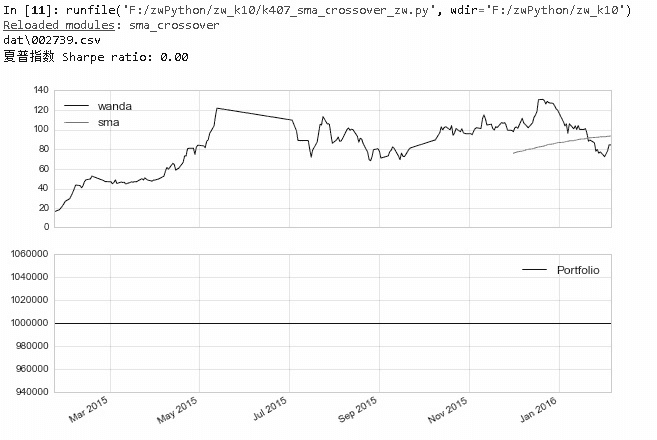 In [11]: runfile('F:/zwPython/zw_k10/k407_sma_crossover_zw.py', wdir='F:/zwPython/zw_k10')
Reloaded modules: sma_crossover
dat\002739.csv
夏普指数 Sharpe ratio: 0.00
140
120
100
80
60
40
20
0
wanda
sma
1060000
1040000
1020000
1000000
980000
960000
940000
Portfolio
Mar 2015
May 2015
Jul 2015
Sep 2015
Nov 2015
Jan 2016